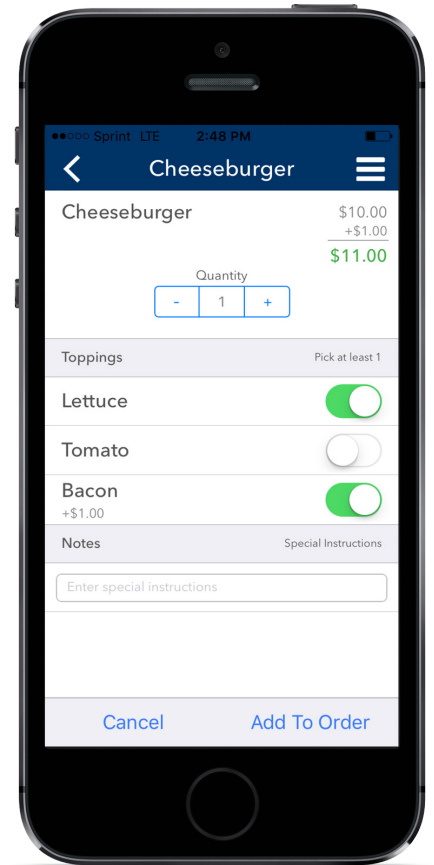 Sprint LTE 2:48 PM
Cheeseburger
Cheeseburger $10.00
+$1.00
$11.00
Quantity
- 1 +
Toppings Pick at least 1
Lettuce
Tomato
Bacon
+$1.00
Notes Special Instructions
Enter special instructions
Cancel Add To Order